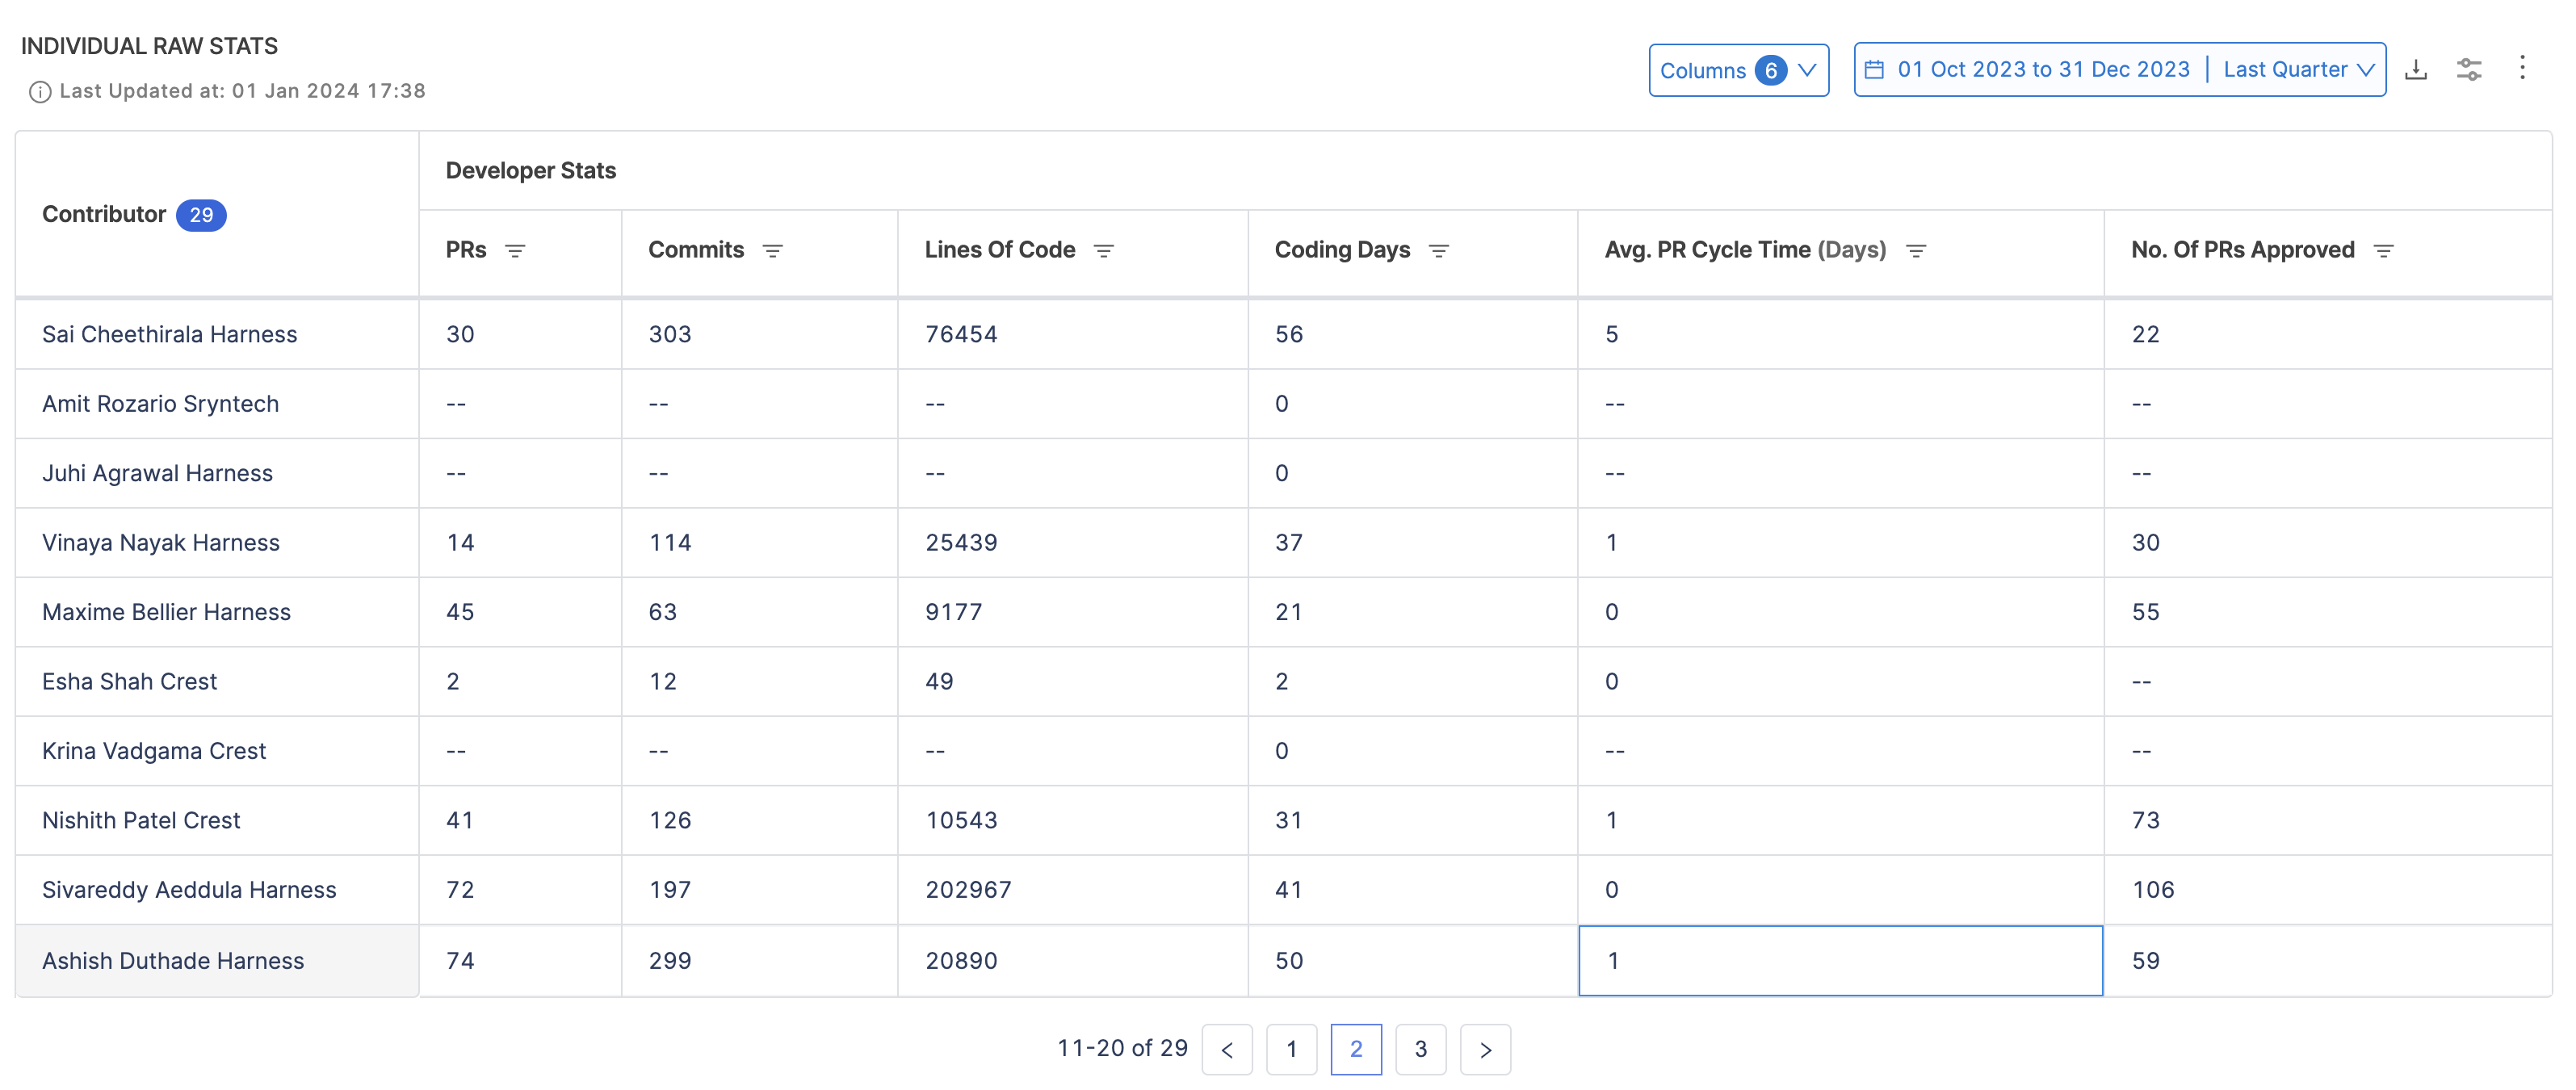 INDIVIDUAL RAW STATS
Last Updated at: 01 Jan 2024 17:38
Columns 6
01 Oct 2023 to 31 Dec 2023 | Last Quarter
Contributor 29
Developer Stats
PRs Commits Lines Of Code Coding Days Avg. PR Cycle Time (Days) No. Of PRs Approved
Sai Cheethirala Harness 30 303 76454 56 5 22
Amit Rozario Sryntech -- -- -- 0 -- --
Juhi Agrawal Harness -- -- -- 0 -- --
Vinaya Nayak Harness 14 114 25439 37 1 30
Maxime Bellier Harness 45 63 9177 21 0 55
Esha Shah Crest 2 12 49 2 0 --
Krina Vadgama Crest -- -- -- 0 -- --
Nishith Patel Crest 41 126 10543 31 1 73
Sivareddy Aeddula Harness 72 197 202967 41 0 106
Ashish Duthade Harness 74 299 20890 50 1 59
11-20 of 29 < 1 2 3 >